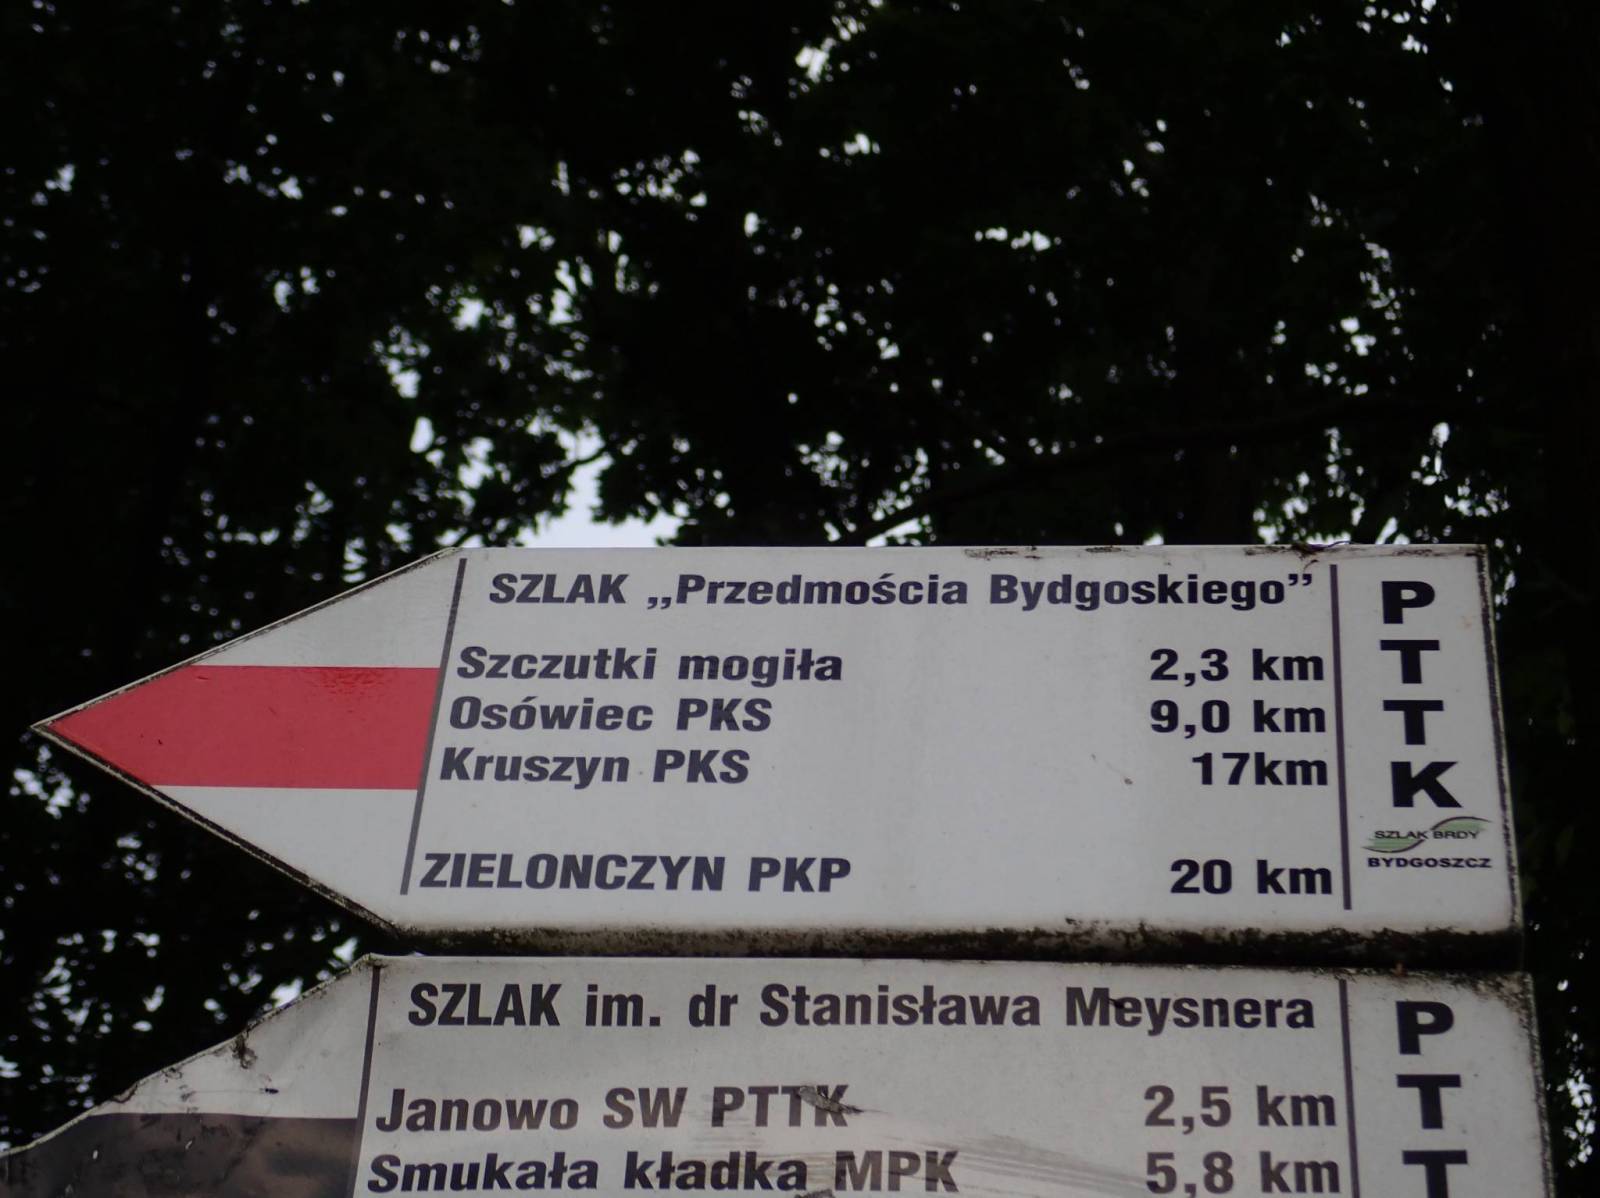 SZLAK „Przedmościa Bydgoskiego”
Szczutki mogiła 2,3 km
Osówiec PKS 9,0 km
Kruszyn PKS 17km
ZIELONCZYN PKP 20 km
P
T
T
K
SZLAK BRDY
BYDGOSZCZ
SZLAK im. dr Stanisława Meysnera
Janowo SW PTTK 2,5 km
Smukała kładka MPK 5,8 km
P
T
T